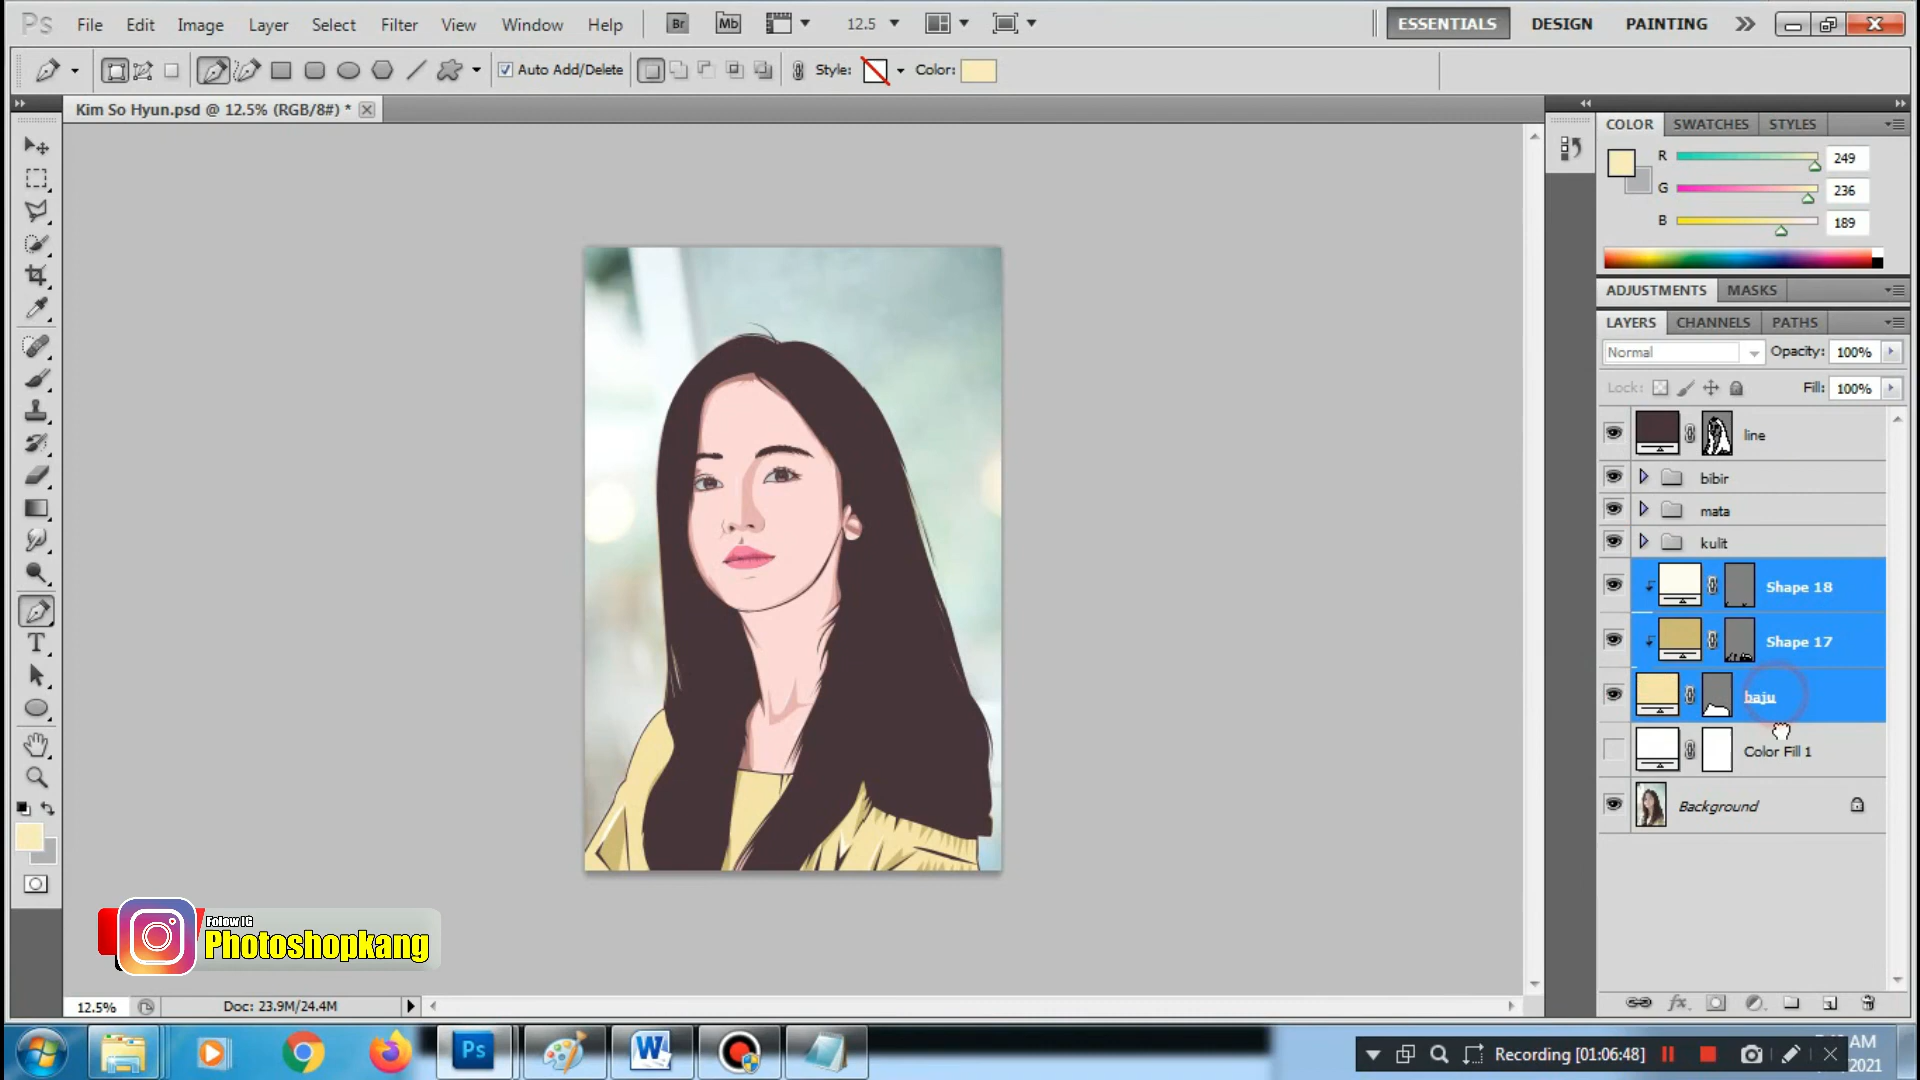 Ps File Edit Image Layer Select Filter View Window Help Br Mb 12.5 ESSENTIALS DESIGN PAINTING
Auto Add/Delete Style: Color:
Kim So Hyun.psd @ 12.5% (RGB/8#) *
COLOR SWATCHES STYLES
R 249
G 236
B 189
ADJUSTMENTS MASKS
LAYERS CHANNELS PATHS
Normal Opacity: 100%
Lock: Fill: 100%
line
bibir
mata
kulit
Shape 18
Shape 17
baju
Color Fill 1
Background
T
Folow IG
Photoshopkang
12.5% Doc: 23.9M/24.4M
fx
Ps W Recording [01:06:48] AM
/2021